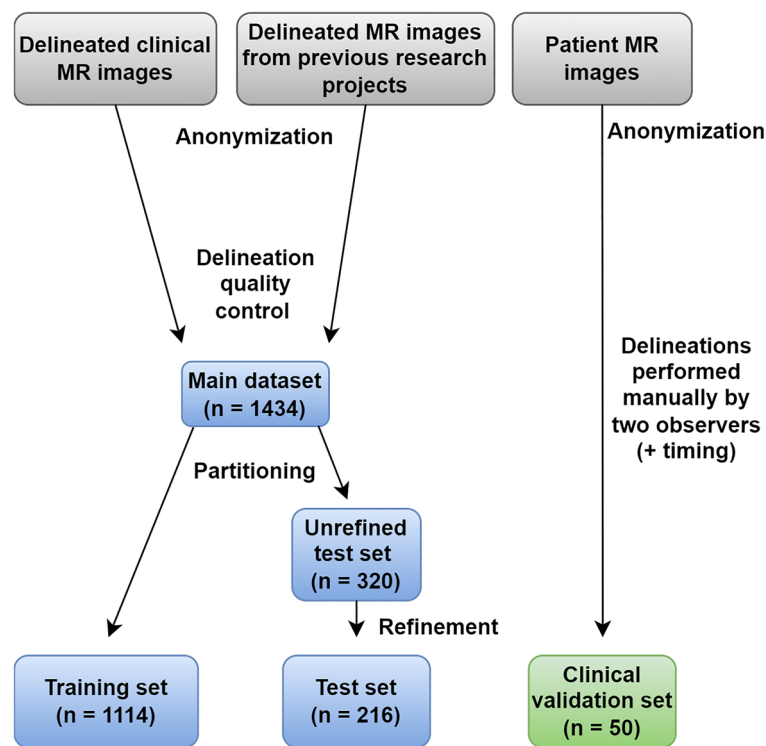 Delineated clinical
MR images
Delineated MR images
from previous research
projects
Patient MR
images
Anonymization
Anonymization
Delineation
quality
control
Delineations
performed
manually by
two observers
(+ timing)
Main dataset
(n = 1434)
Partitioning
Unrefined
test set
(n = 320)
Refinement
Training set
(n = 1114)
Test set
(n = 216)
Clinical
validation set
(n = 50)